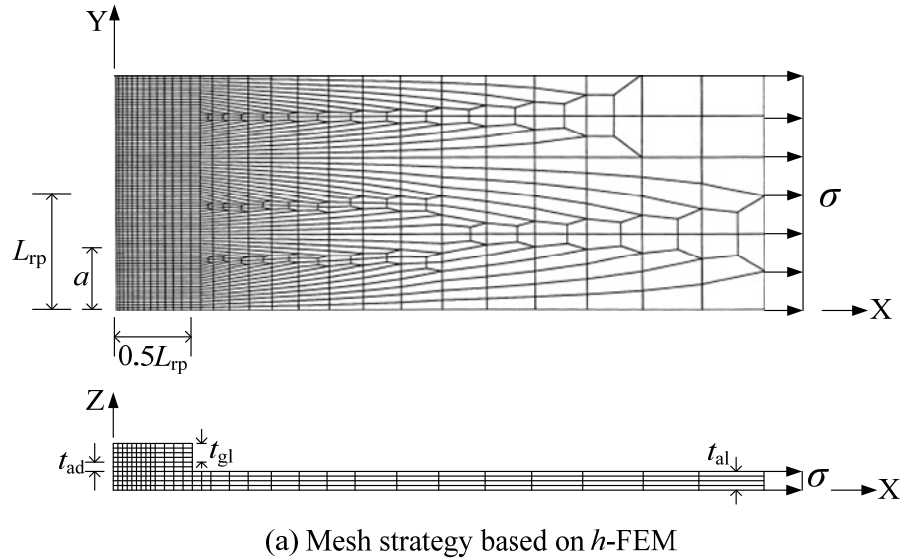 Y
σ
L_rp
a
X
0.5L_rp
Z
t_gl
t_ad
t_al
σ
X
(a) Mesh strategy based on h-FEM